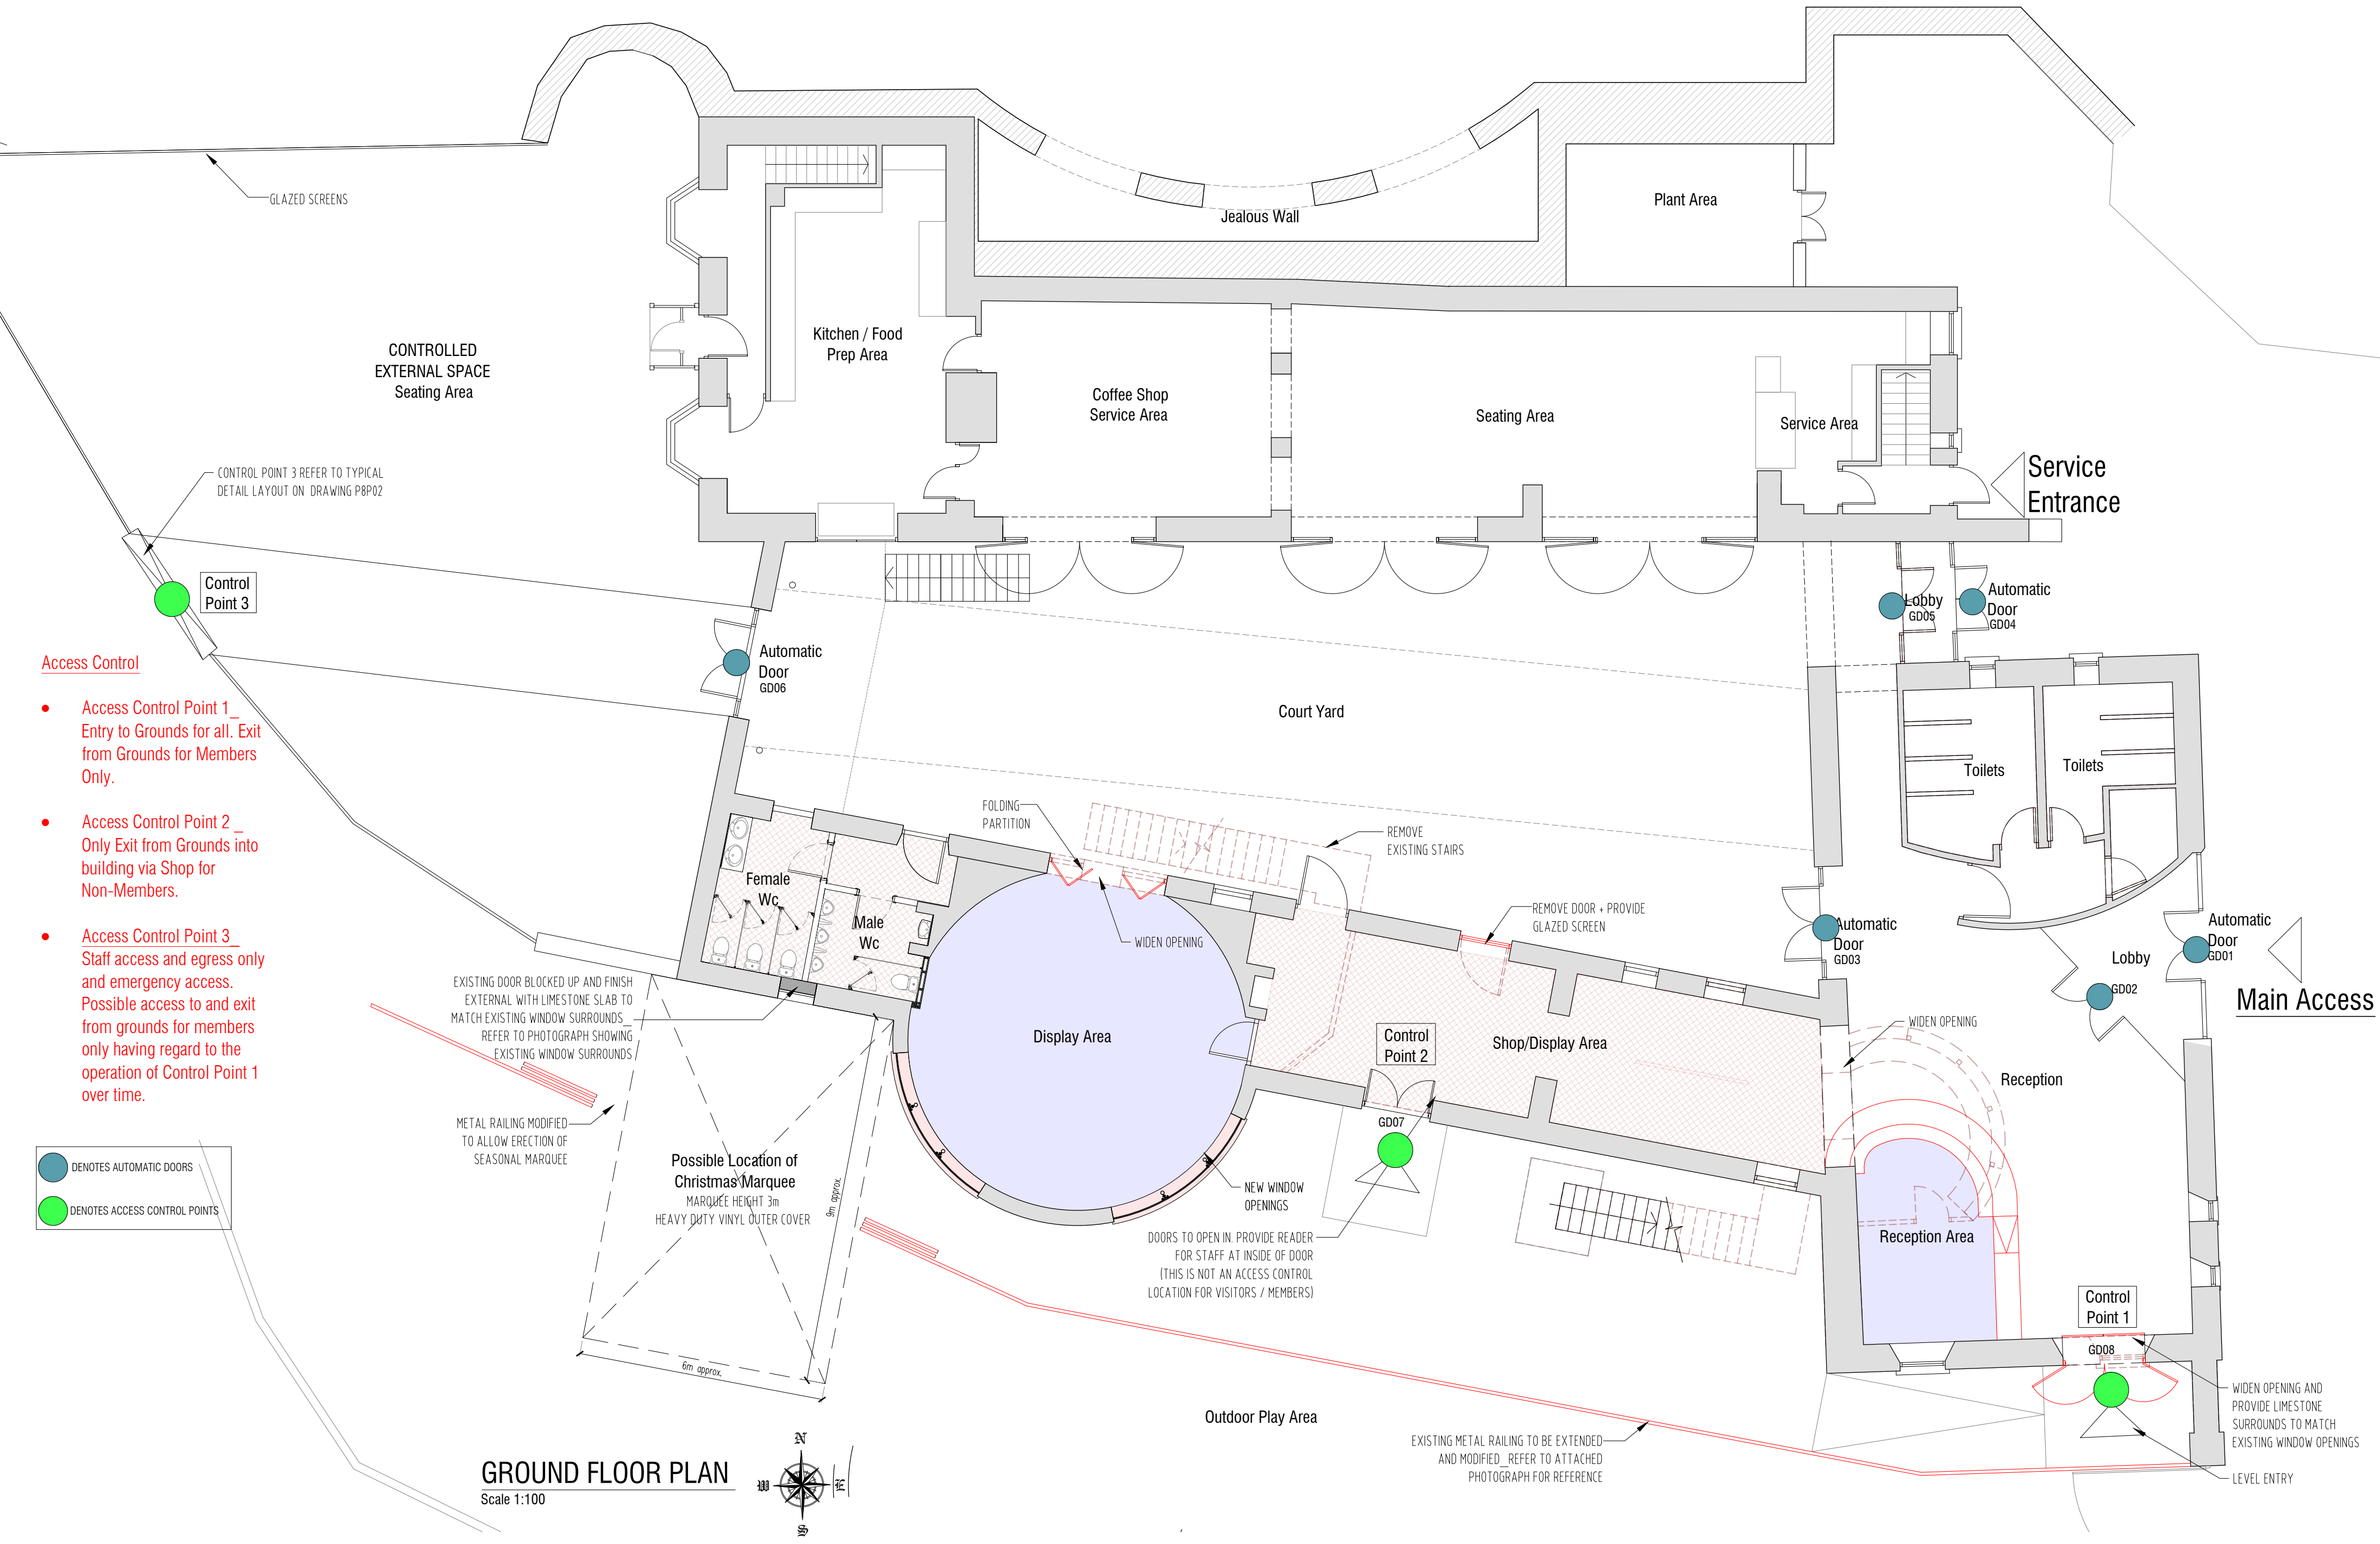 Jealous Wall
Plant Area
GLAZED SCREENS
CONTROLLED
EXTERNAL SPACE
Seating Area
Kitchen / Food
Prep Area
Coffee Shop
Service Area
Seating Area
Service Area
Service
Entrance
CONTROL POINT 3 REFER TO TYPICAL
DETAIL LAYOUT ON DRAWING P8P02
Control
Point 3
Automatic
Door
GD06
Lobby
GD05
Automatic
Door
GD04
Access Control
• Access Control Point 1_
Entry to Grounds for all. Exit
from Grounds for Members
Only.
• Access Control Point 2 _
Only Exit from Grounds into
building via Shop for
Non-Members.
• Access Control Point 3_
Staff access and egress only
and emergency access.
Possible access to and exit
from grounds for members
only having regard to the
operation of Control Point 1
over time.
Court Yard
Toilets
Toilets
FOLDING
PARTITION
REMOVE
EXISTING STAIRS
Female
Wc
Male
Wc
WIDEN OPENING
REMOVE DOOR + PROVIDE
GLAZED SCREEN
Automatic
Door
GD03
Automatic
Door
GD01
Lobby
GD02
Main Access
EXISTING DOOR BLOCKED UP AND FINISH
EXTERNAL WITH LIMESTONE SLAB TO
MATCH EXISTING WINDOW SURROUNDS_
REFER TO PHOTOGRAPH SHOWING
EXISTING WINDOW SURROUNDS
Display Area
Control
Point 2
Shop/Display Area
WIDEN OPENING
Reception
METAL RAILING MODIFIED
TO ALLOW ERECTION OF
SEASONAL MARQUEE
GD07
DENOTES AUTOMATIC DOORS
DENOTES ACCESS CONTROL POINTS
Possible Location of
Christmas Marquee
MARQUEE HEIGHT 3m
HEAVY DUTY VINYL OUTER COVER
9m approx.
6m approx.
NEW WINDOW
OPENINGS
DOORS TO OPEN IN. PROVIDE READER
FOR STAFF AT INSIDE OF DOOR
(THIS IS NOT AN ACCESS CONTROL
LOCATION FOR VISITORS / MEMBERS)
Reception Area
Control
Point 1
GD08
WIDEN OPENING AND
PROVIDE LIMESTONE
SURROUNDS TO MATCH
EXISTING WINDOW OPENINGS
LEVEL ENTRY
Outdoor Play Area
EXISTING METAL RAILING TO BE EXTENDED
AND MODIFIED_REFER TO ATTACHED
PHOTOGRAPH FOR REFERENCE
GROUND FLOOR PLAN
Scale 1:100
N
W
E
S